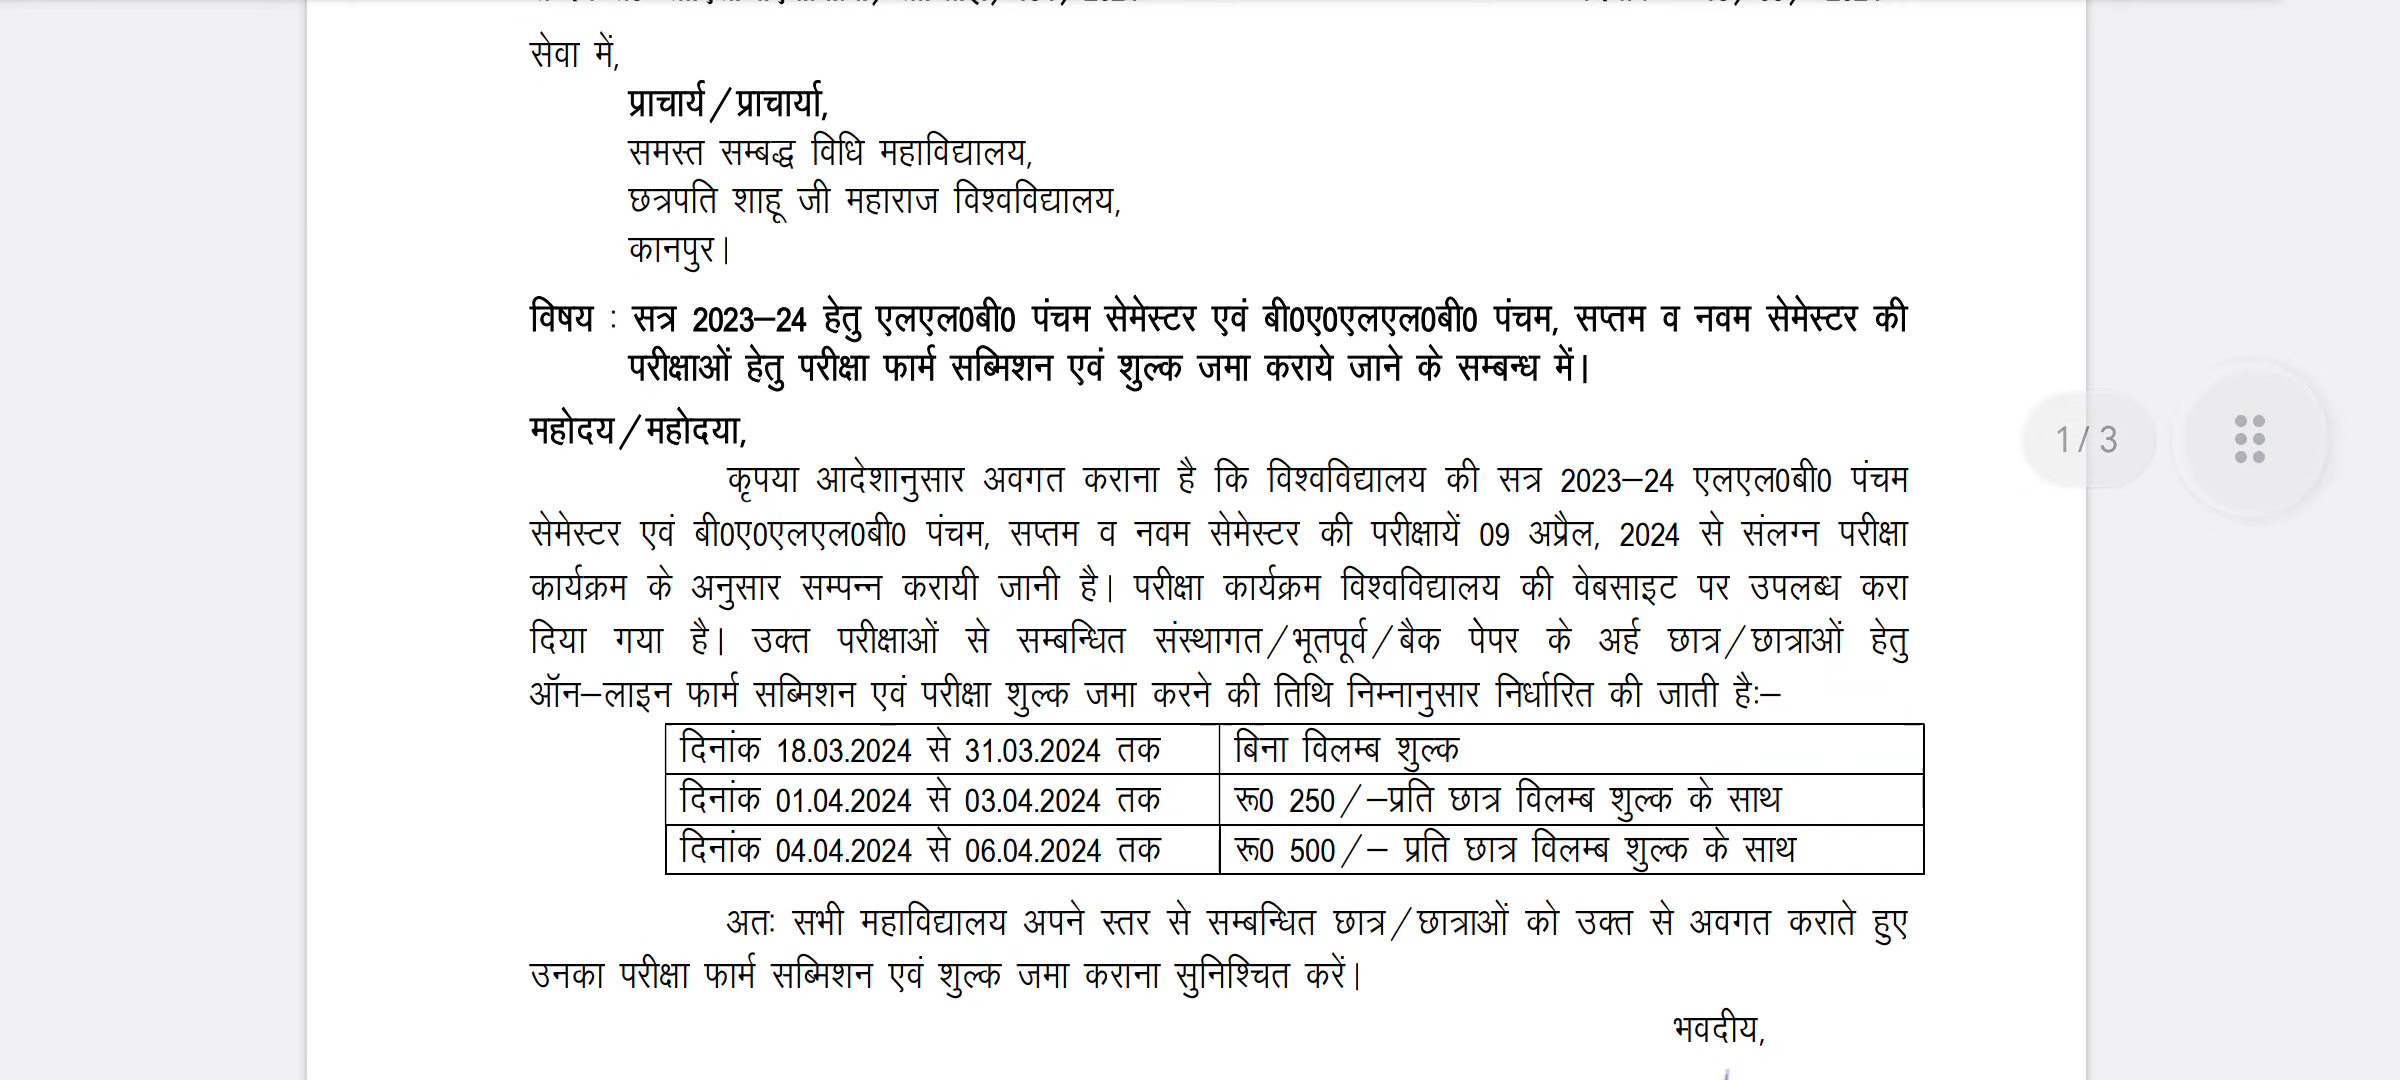 सेवा में,
प्राचार्य/प्राचार्या,
समस्त सम्बद्ध विधि महाविद्यालय,
छत्रपति शाहू जी महाराज विश्वविद्यालय,
कानपुर।
विषय : सत्र 2023–24 हेतु एलएल0बी0 पंचम सेमेस्टर एवं बी0ए0एलएल0बी0 पंचम, सप्तम व नवम सेमेस्टर की
परीक्षाओं हेतु परीक्षा फार्म सब्मिशन एवं शुल्क जमा कराये जाने के सम्बन्ध में।
महोदय/महोदया,
कृपया आदेशानुसार अवगत कराना है कि विश्वविद्यालय की सत्र 2023–24 एलएल0बी0 पंचम
सेमेस्टर एवं बी0ए0एलएल0बी0 पंचम, सप्तम व नवम सेमेस्टर की परीक्षायें 09 अप्रैल, 2024 से संलग्न परीक्षा
कार्यक्रम के अनुसार सम्पन्न करायी जानी है। परीक्षा कार्यक्रम विश्वविद्यालय की वेबसाइट पर उपलब्ध करा
दिया गया है। उक्त परीक्षाओं से सम्बन्धित संस्थागत/भूतपूर्व/बैक पेपर के अर्ह छात्र/छात्राओं हेतु
ऑन–लाइन फार्म सब्मिशन एवं परीक्षा शुल्क जमा करने की तिथि निम्नानुसार निर्धारित की जाती है:–
दिनांक 18.03.2024 से 31.03.2024 तक बिना विलम्ब शुल्क
दिनांक 01.04.2024 से 03.04.2024 तक रू0 250/–प्रति छात्र विलम्ब शुल्क के साथ
दिनांक 04.04.2024 से 06.04.2024 तक रू0 500/– प्रति छात्र विलम्ब शुल्क के साथ
अतः सभी महाविद्यालय अपने स्तर से सम्बन्धित छात्र/छात्राओं को उक्त से अवगत कराते हुए
उनका परीक्षा फार्म सब्मिशन एवं शुल्क जमा कराना सुनिश्चित करें।
भवदीय,
1/3